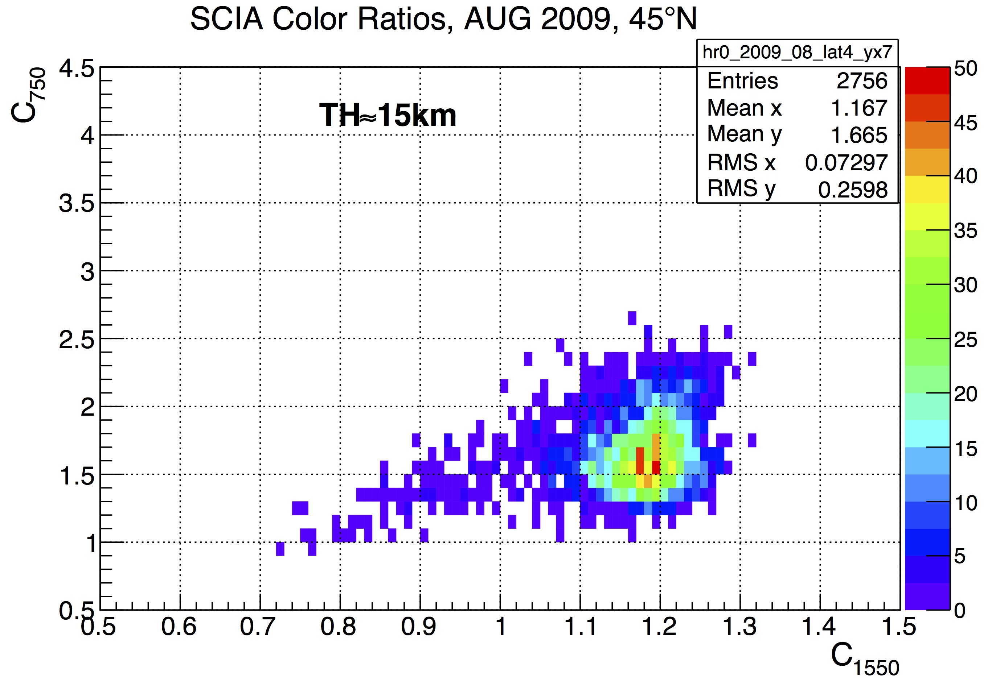 SCIA Color Ratios, AUG 2009, 45°N
hr0_2009_08_lat4_yx7
Entries 2756
Mean x 1.167
Mean y 1.665
RMS x 0.07297
RMS y 0.2598
TH≈15km
C750
4.5
4
3.5
3
2.5
2
1.5
1
0.5
0.5 0.6 0.7 0.8 0.9 1 1.1 1.2 1.3 1.4 1.5
C1550
50
45
40
35
30
25
20
15
10
5
0